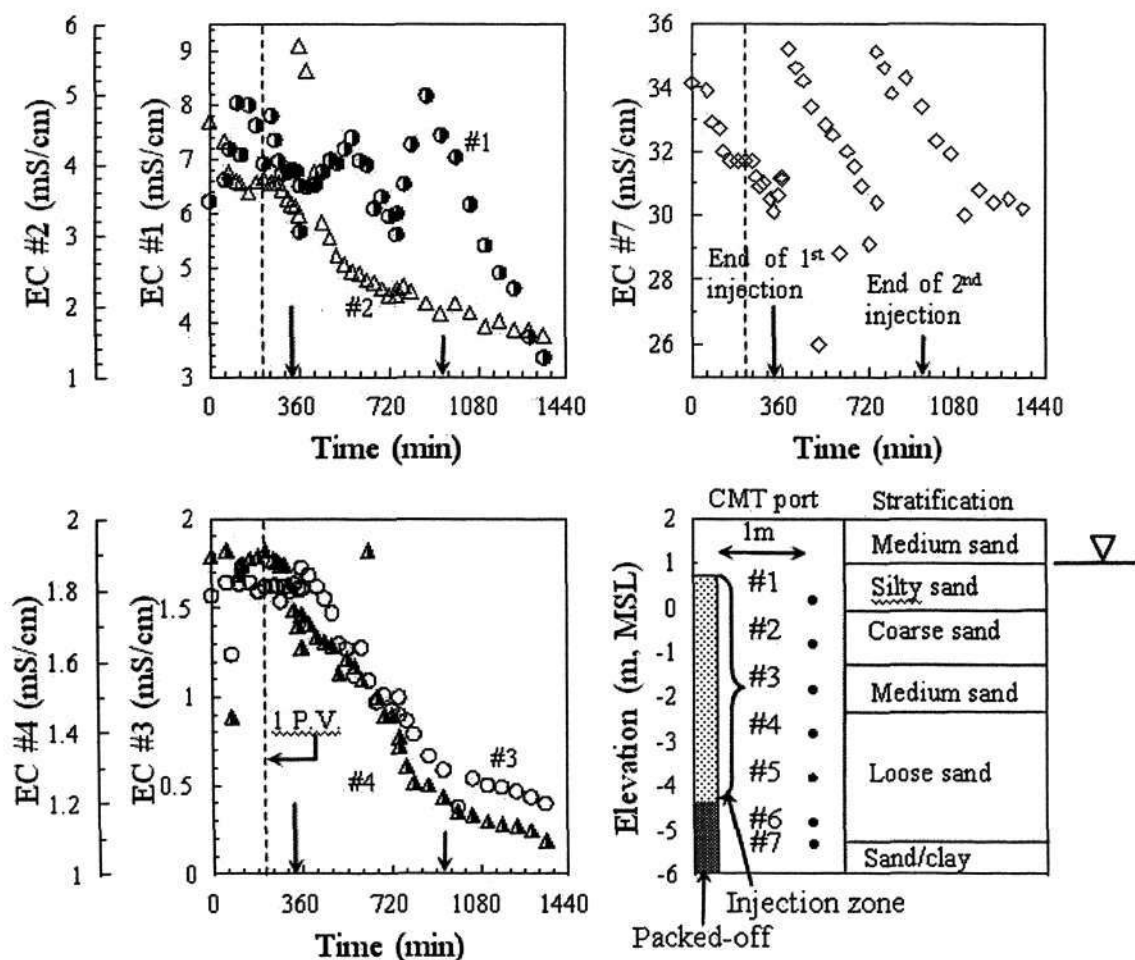 6
5
4
3
2
1
EC #2 (mS/cm)
9
8
7
6
5
4
3
EC #1 (mS/cm)
#1
#2
0 360 720 1080 1440
Time (min)
36
34
32
30
28
26
EC #7 (mS/cm)
End of 1st
injection
End of 2nd
injection
0 360 720 1080 1440
Time (min)
2
1.8
1.6
1.4
1.2
1
EC #4 (mS/cm)
2
1.5
1
0.5
0
EC #3 (mS/cm)
1 P.V.
#3
#4
0 360 720 1080 1440
Time (min)
CMT port
Stratification
2
1
0
-1
-2
-3
-4
-5
-6
Elevation (m, MSL)
1m
#1
#2
#3
#4
#5
#6
#7
Medium sand
Silty sand
Coarse sand
Medium sand
Loose sand
Sand/clay
Injection zone
Packed-off